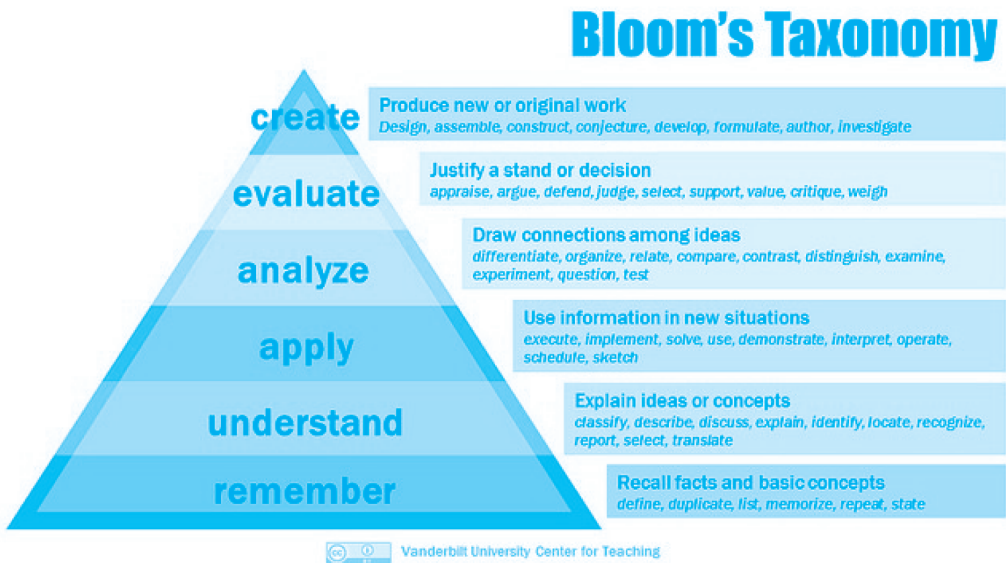 Bloom's Taxonomy
create
Produce new or original work
Design, assemble, construct, conjecture, develop, formulate, author, investigate
evaluate
Justify a stand or decision
appraise, argue, defend, judge, select, support, value, critique, weigh
analyze
Draw connections among ideas
differentiate, organize, relate, compare, contrast, distinguish, examine,
experiment, question, test
apply
Use information in new situations
execute, implement, solve, use, demonstrate, interpret, operate,
schedule, sketch
understand
Explain ideas or concepts
classify, describe, discuss, explain, identify, locate, recognize,
report, select, translate
remember
Recall facts and basic concepts
define, duplicate, list, memorize, repeat, state
cc
Vanderbilt University Center for Teaching